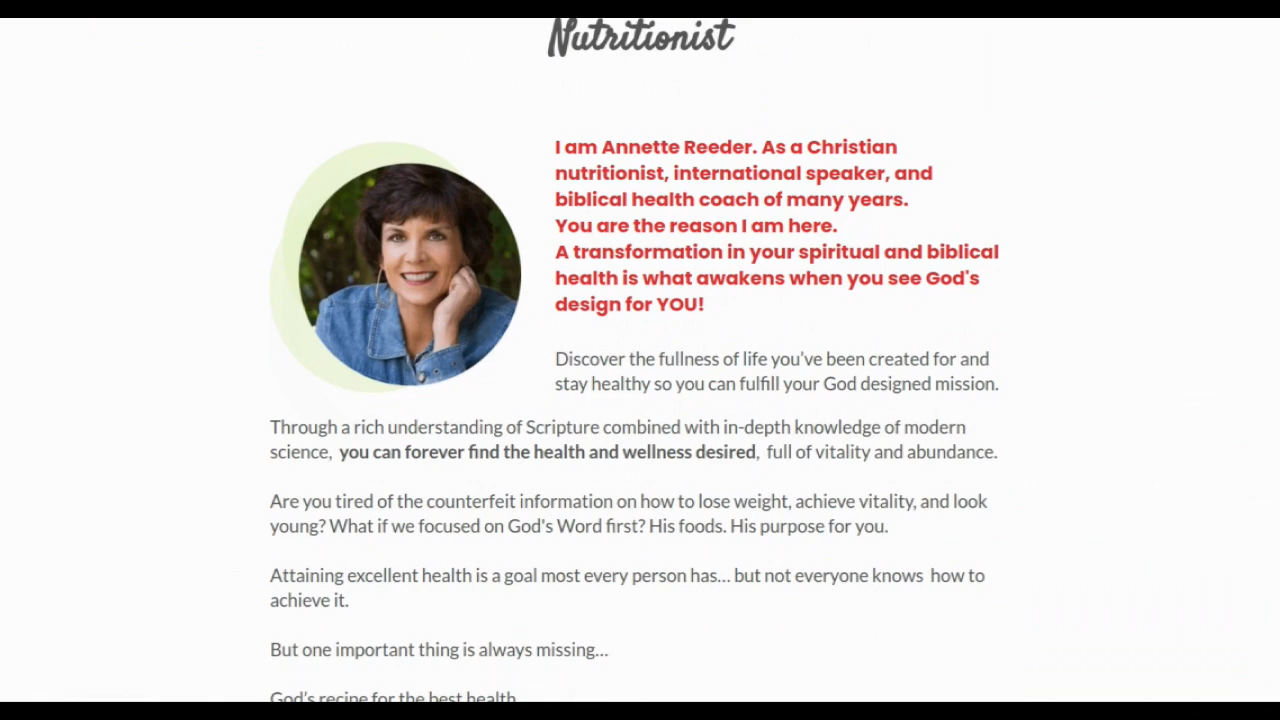 Nutritionist
I am Annette Reeder. As a Christian
nutritionist, international speaker, and
biblical health coach of many years.
You are the reason I am here.
A transformation in your spiritual and biblical
health is what awakens when you see God's
design for YOU!
Discover the fullness of life you’ve been created for and
stay healthy so you can fulfill your God designed mission.
Through a rich understanding of Scripture combined with in-depth knowledge of modern
science, you can forever find the health and wellness desired, full of vitality and abundance.
Are you tired of the counterfeit information on how to lose weight, achieve vitality, and look
young? What if we focused on God's Word first? His foods. His purpose for you.
Attaining excellent health is a goal most every person has... but not everyone knows how to
achieve it.
But one important thing is always missing...
God’s recipe for the best health